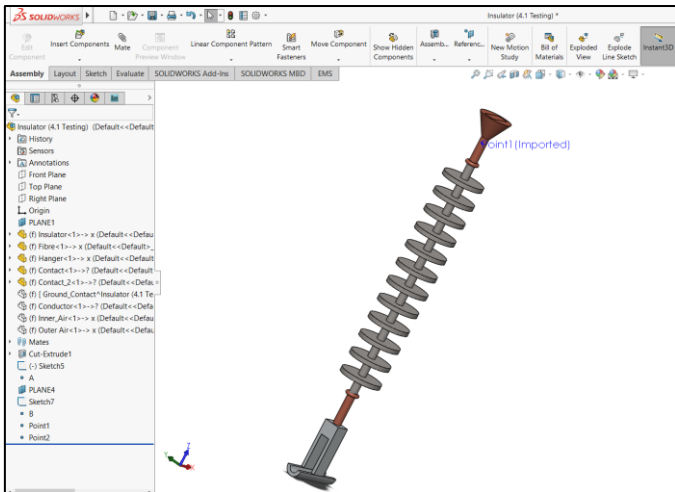 SOLIDWORKS
Insulator (4.1 Testing) *
Edit Component
Insert Components
Mate
Component Preview Window
Linear Component Pattern
Smart Fasteners
Move Component
Show Hidden Components
Assemb...
Referenc...
New Motion Study
Bill of Materials
Exploded View
Explode Line Sketch
Instant3D
Assembly Layout Sketch Evaluate SOLIDWORKS Add-Ins SOLIDWORKS MBD EMS
Insulator (4.1 Testing) (Default<<Default
History
Sensors
Annotations
Front Plane
Top Plane
Right Plane
Origin
PLANE1
(f) Insulator<1>-> x (Default<<Defau
(f) Fibre<1>-> x (Default<<Default>_
(f) Hanger<1>-> x (Default<<Defaul
(f) Contact<1>->? (Default<<Default
(f) Contact_2<1>->? (Default<<Defau
(f) [ Ground_Contact^Insulator (4.1 Te
(f) Conductor<1>->? (Default<<Defa
(f) Inner_Air<1>-> x (Default<<Defau
(f) Outer Air<1>-> x (Default<<Defau
Mates
Cut-Extrude1
(-) Sketch5
A
PLANE4
Sketch7
B
Point1
Point2
Point1(Imported)
Z
Y
X